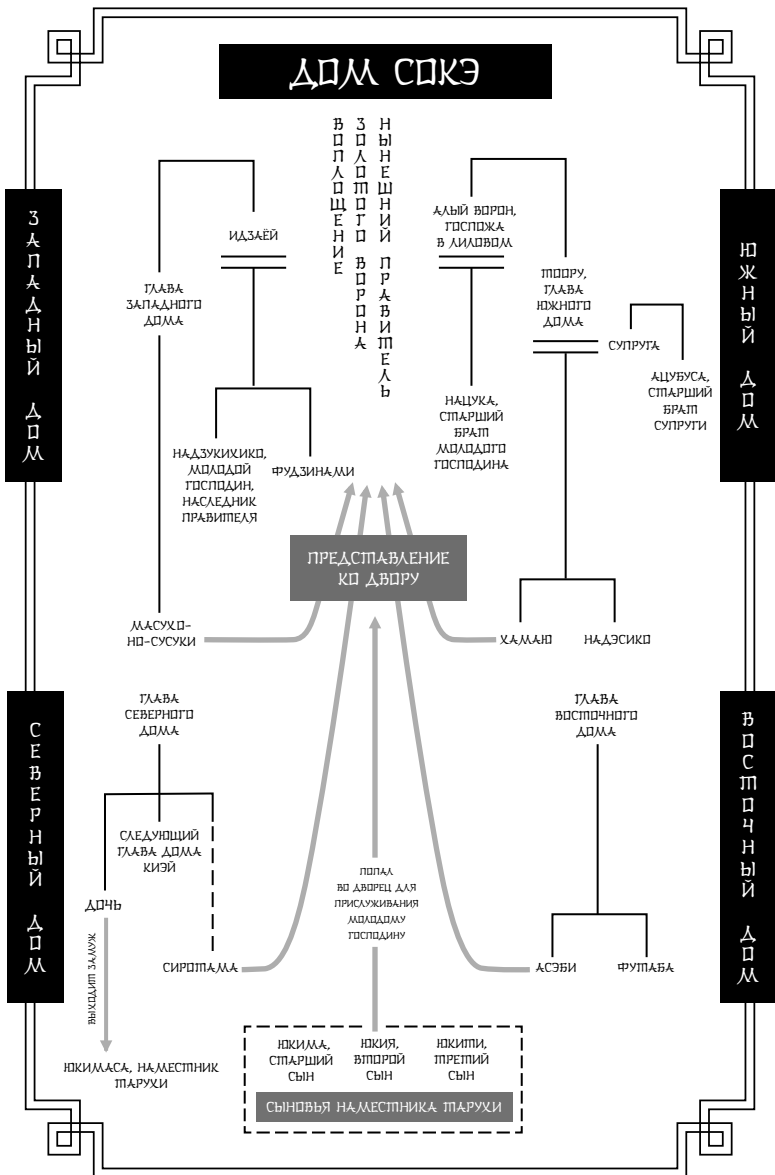 ДОМ СОКЭ
НЫНЕШНИЙ ПРАВИТЕЛЬ
ЗОЛОТОГО ВОРОНА
ВОПЛОЩЕНИЕ
ЗАПАДНЫЙ ДОМ
ЮЖНЫЙ ДОМ
ИДЗАЁЙ
ГЛАВА
ЗАПАДНОГО
ДОМА
АЛЫЙ ВОРОН,
ГОСПОЖА
В ЛИЛОВОМ
ТООРУ,
ГЛАВА
ЮЖНОГО
ДОМА
СУПРУГА
АЦУБУСА,
СТАРШИЙ
БРАТ
СУПРУГИ
НАДЗУКИХИКО,
МОЛОДОЙ
ГОСПОДИН,
НАСЛЕДНИК
ПРАВИТЕЛЯ
ФУДЗИНАМИ
НАЦУКА,
СТАРШИЙ
БРАТ
МОЛОДОГО
ГОСПОДИНА
ПРЕДСТАВЛЕНИЕ
КО ДВОРУ
МАСУХО-
НО-СУСУКИ
ХАМАЮ
НАДЭСИКО
СЕВЕРНЫЙ ДОМ
ВОСТОЧНЫЙ ДОМ
ГЛАВА
СЕВЕРНОГО
ДОМА
ГЛАВА
ВОСТОЧНОГО
ДОМА
СЛЕДУЮЩИЙ
ГЛАВА ДОМА
КИЭЙ
ДОЧЬ
ВЫХОДИТ ЗАМУЖ
СИРОТАМА
ПОПАЛ
ВО ДВОРЕЦ ДЛЯ
ПРИСЛУЖИВАНИЯ
МОЛОДОМУ
ГОСПОДИНУ
АСЭБИ
ФУТАБА
ЮКИМАСА, НАМЕСТНИК
ТАРУХИ
ЮКИМА,
СТАРШИЙ
СЫН
ЮКИЯ,
ВТОРОЙ
СЫН
ЮКИТИ,
ТРЕТИЙ
СЫН
СЫНОВЬЯ НАМЕСТНИКА ТАРУХИ